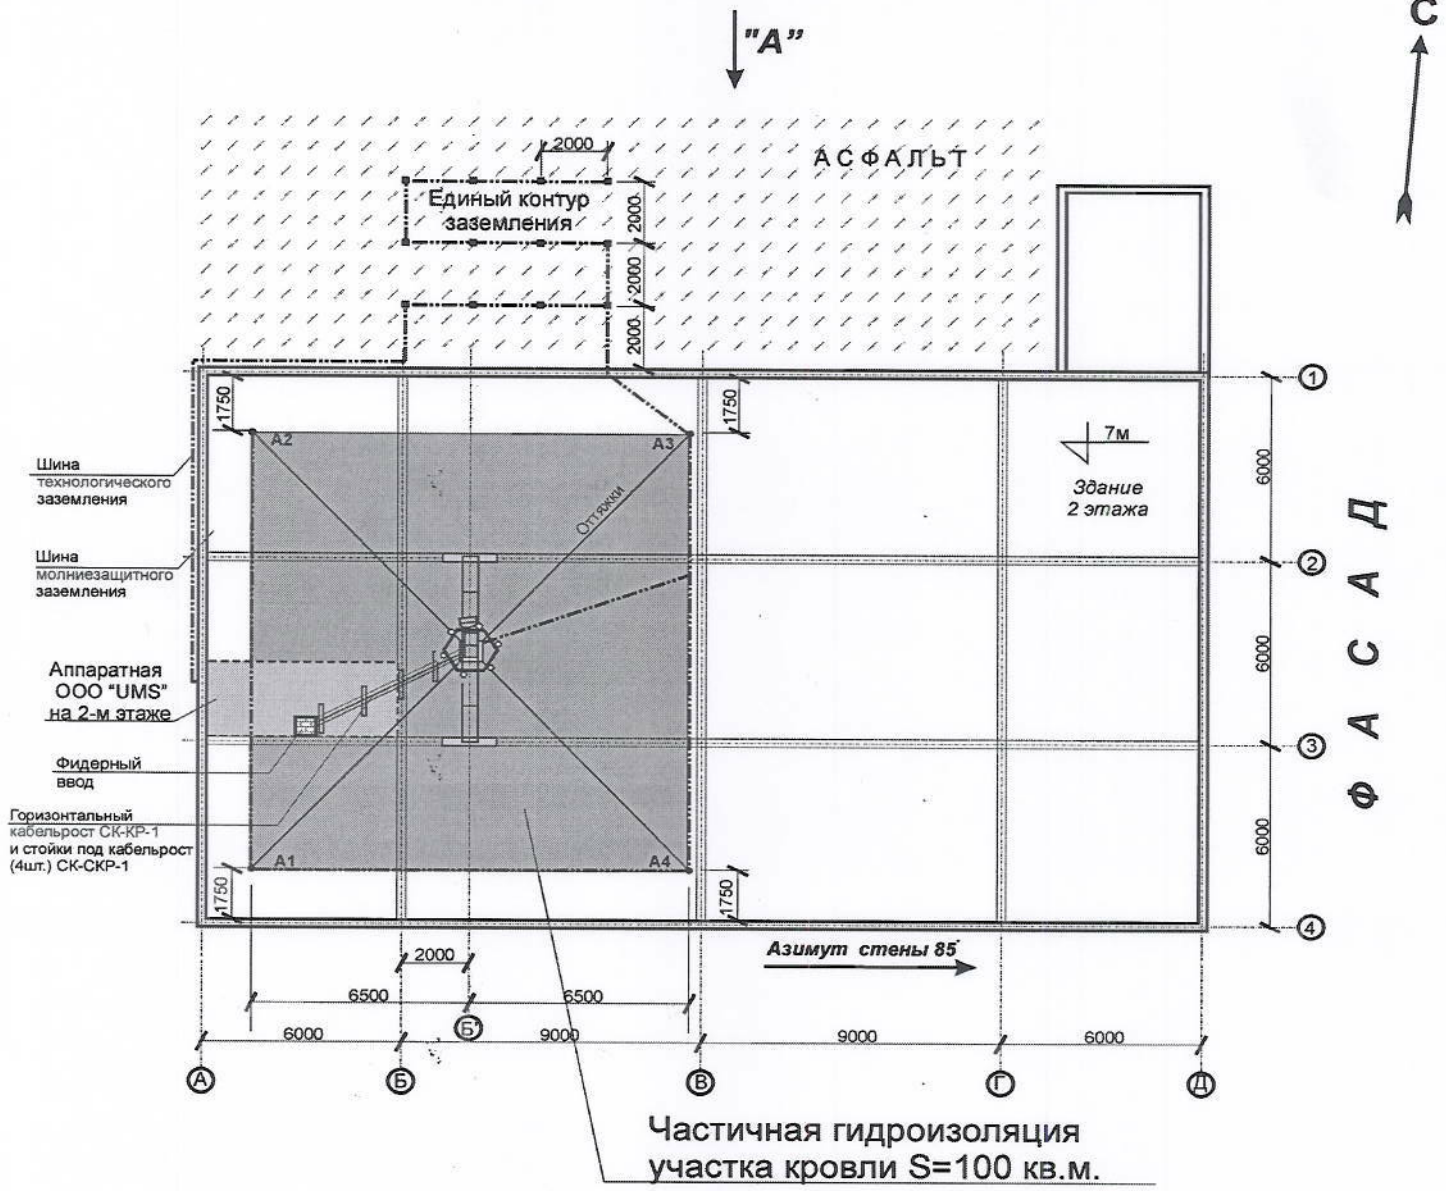 С
"А"
АСФАЛЬТ
2000
Единый контур
заземления
2000
2000
2000
1
1750
1750
А2
А3
7м
Здание
2 этажа
6000
Шина
технологического
заземления
Оттяжки
Шина
молниезащитного
заземления
2
ФАСАД
6000
Аппаратная
ООО "UMS"
на 2-м этаже
3
Фидерный
ввод
Горизонтальный
кабельрост СК-КР-1
и стойки под кабельрост
(4шт.) СК-СКР-1
6000
А1
А4
1750
1750
4
Азимут стены 85°
2000
6500
6500
Б'
6000
9000
9000
6000
А
Б
В
Г
Д
Частичная гидроизоляция
участка кровли S=100 кв.м.